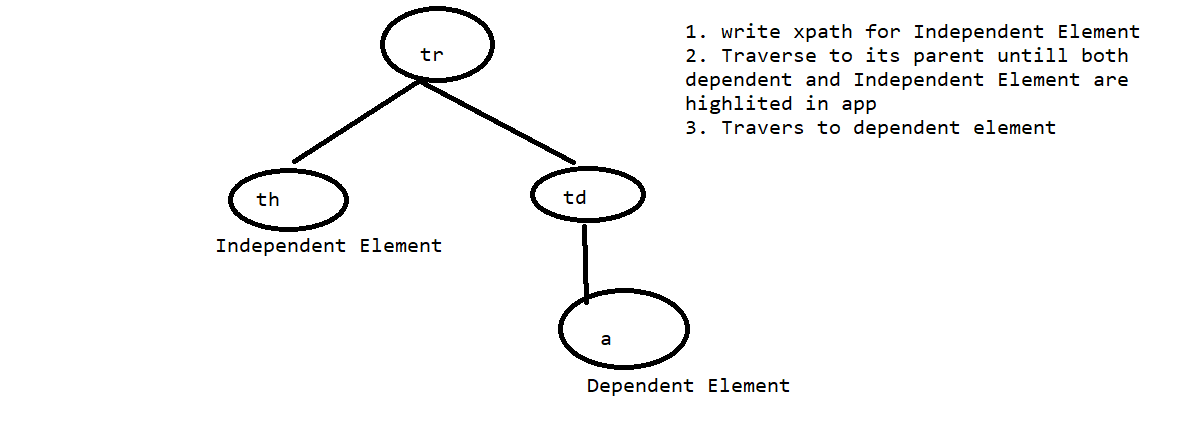 tr
1. write xpath for Independent Element
2. Traverse to its parent untill both
dependent and Independent Element are
highlited in app
3. Travers to dependent element
th
td
Independent Element
a
Dependent Element